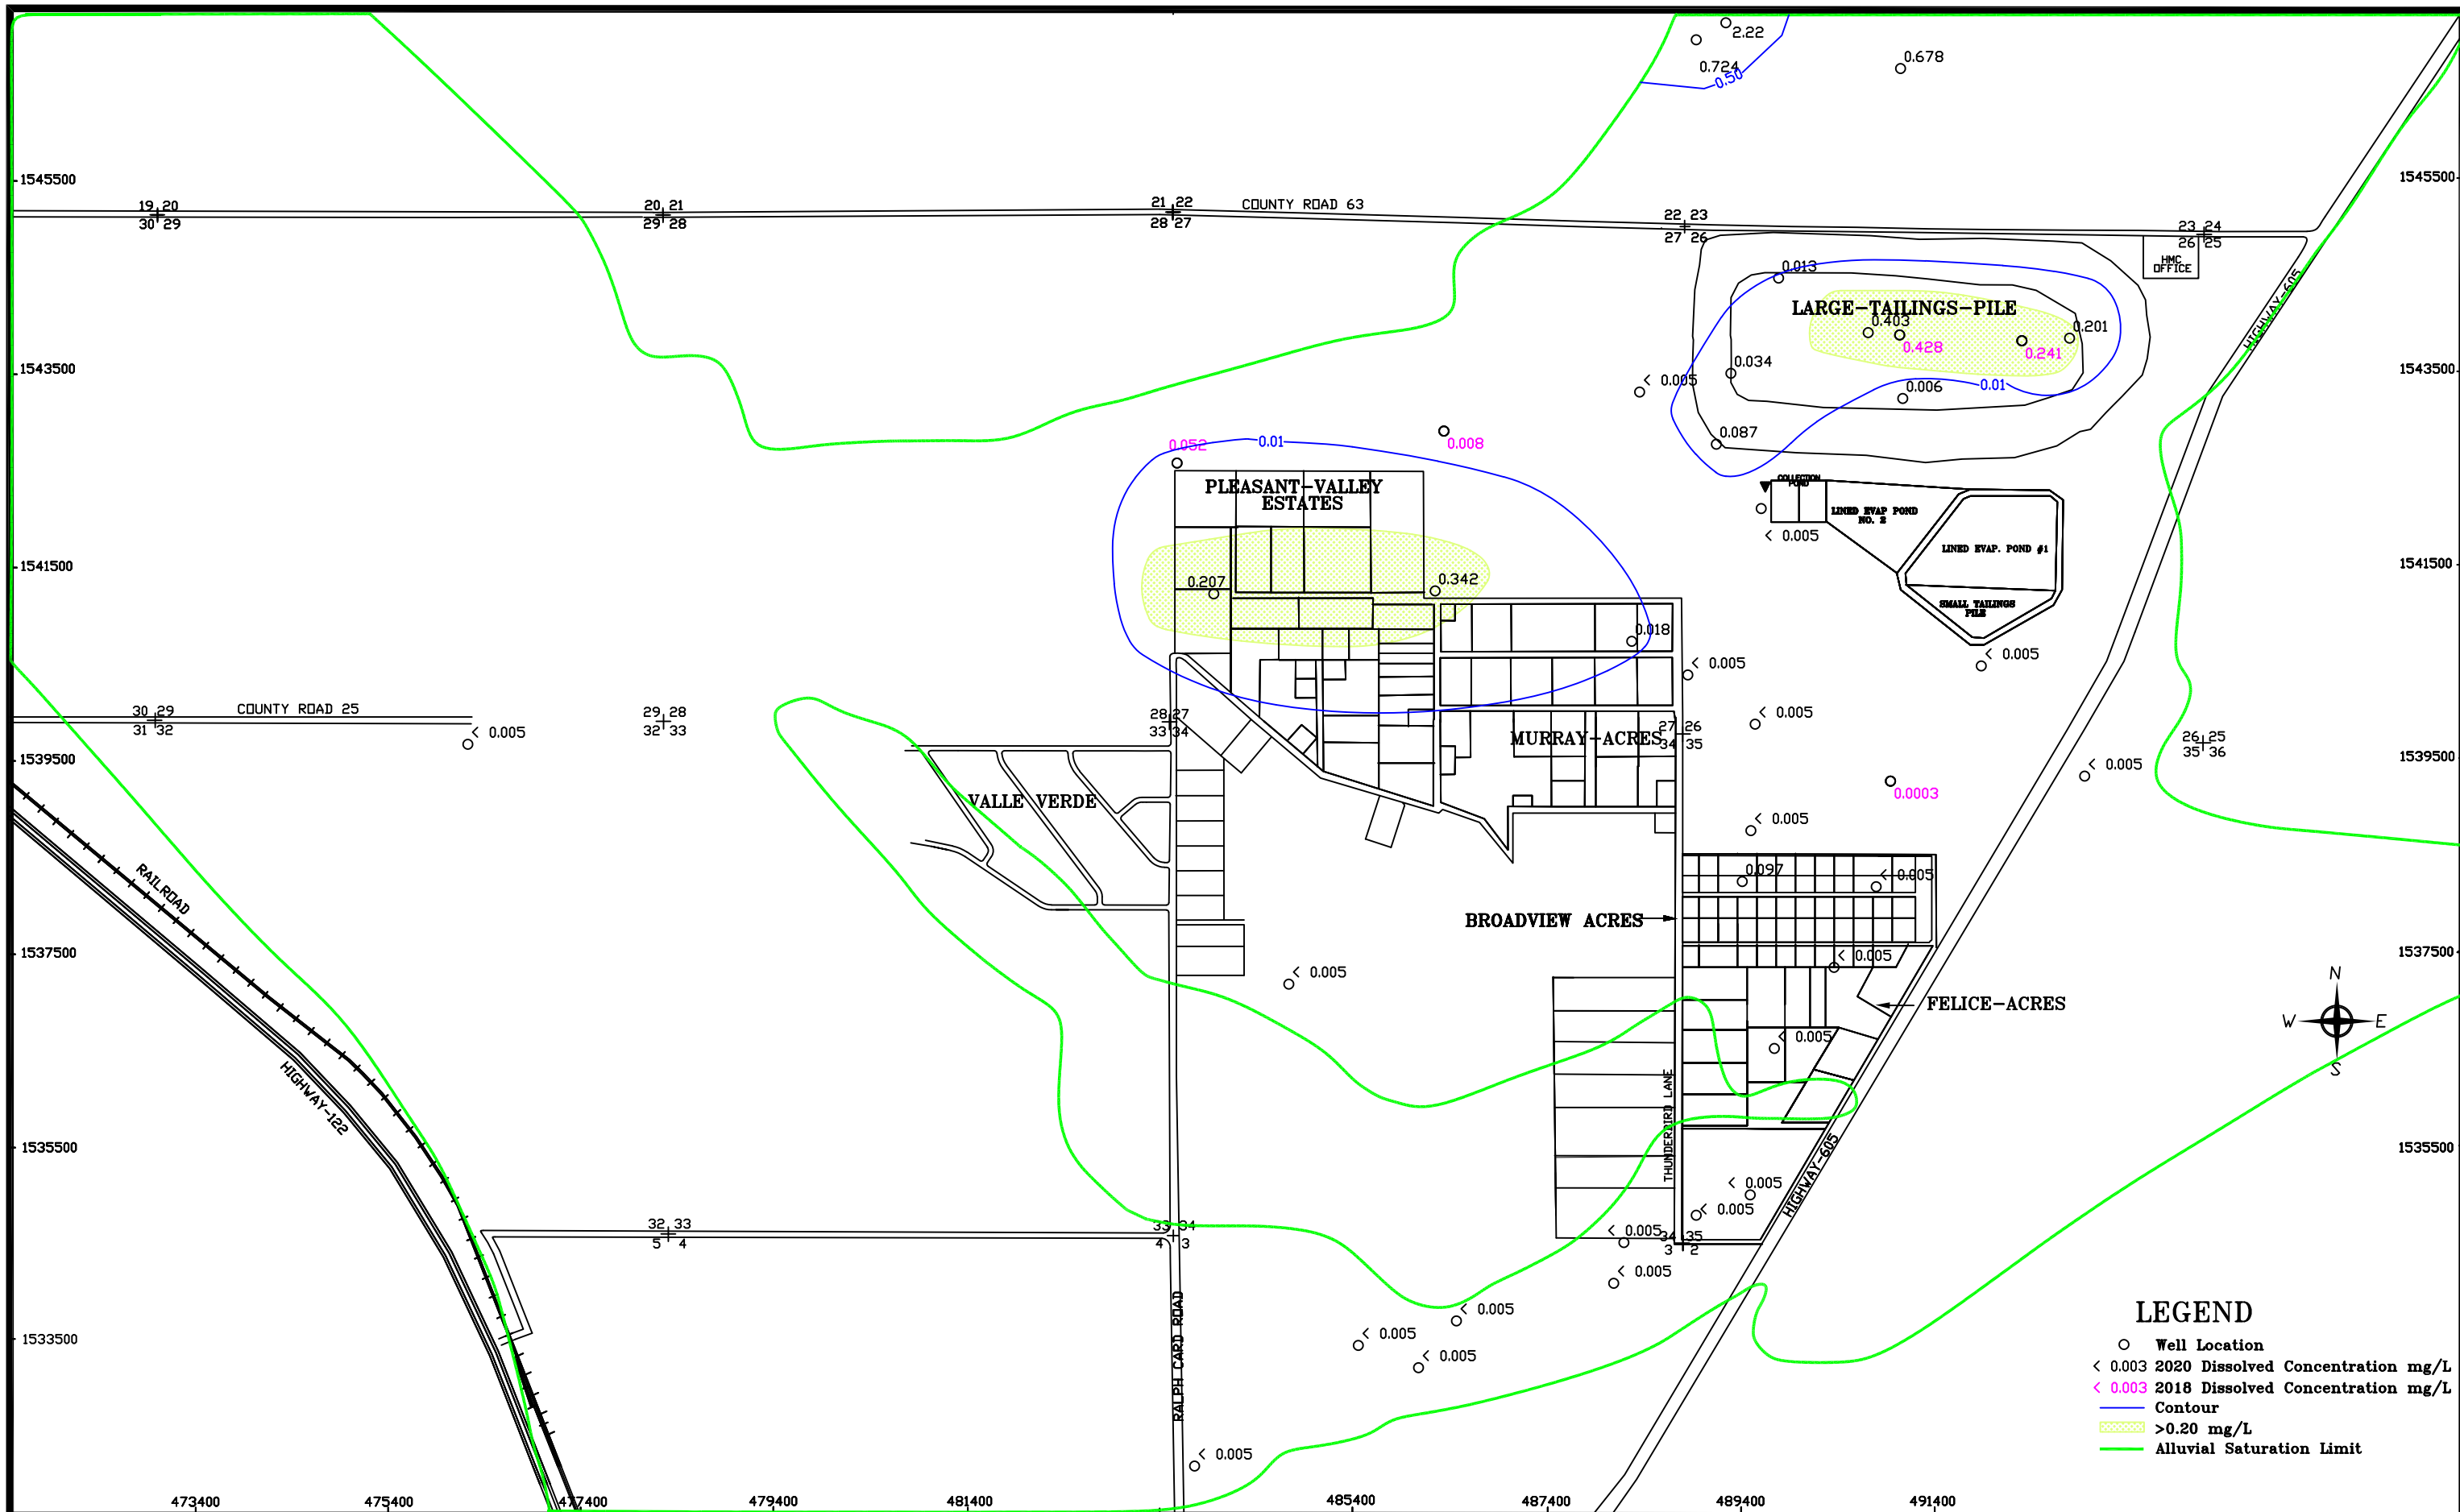 2.22
0.724
0.50
0.678
1545500
1545500
19 20
30 29
20 21
29 28
21 22
28 27
COUNTY ROAD 63
22 23
27 26
23 24
26 25
HMC
OFFICE
HIGHWAY-605
0.013
LARGE-TAILINGS-PILE
0.403
0.428
0.241
0.201
0.034
0.006
0.01
< 0.005
0.087
1543500
1543500
0.052
0.01
0.008
PLEASANT-VALLEY
ESTATES
COLLECTION
POND
LINED EVAP POND
NO. 2
< 0.005
LINED EVAP. POND #1
SMALL TAILINGS
PILE
1541500
1541500
0.207
0.342
0.018
< 0.005
< 0.005
30 29
31 32
COUNTY ROAD 25
< 0.005
29 28
32 33
28 27
33 34
MURRAY-ACRES
27 26
34 35
< 0.005
26 25
35 36
1539500
1539500
< 0.005
0.0003
VALLE VERDE
< 0.005
RAILROAD
0.097
< 0.005
BROADVIEW ACRES
1537500
1537500
< 0.005
< 0.005
FELICE-ACRES
N
W
E
S
< 0.005
HIGHWAY-122
THUNDERBIRD LANE
1535500
1535500
HIGHWAY-605
< 0.005
< 0.005
32 33
5 4
33 34
4 3
< 0.005
34 35
3 2
< 0.005
< 0.005
< 0.005
< 0.005
1533500
RALPH CARD ROAD
< 0.005
LEGEND
Well Location
< 0.003 2020 Dissolved Concentration mg/L
< 0.003 2018 Dissolved Concentration mg/L
Contour
>0.20 mg/L
Alluvial Saturation Limit
473400
475400
477400
479400
481400
485400
487400
489400
491400